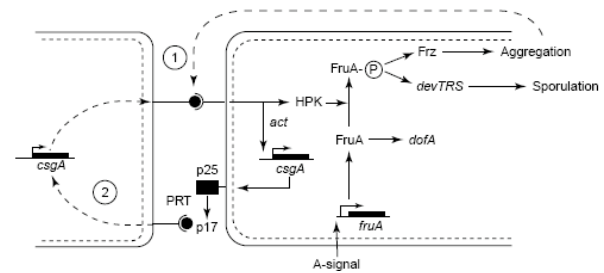 1
Frz
Aggregation
FruA-
P
devTRS
Sporulation
HPK
act
FruA
dofA
csgA
csgA
p25
2
PRT
p17
fruA
A-signal